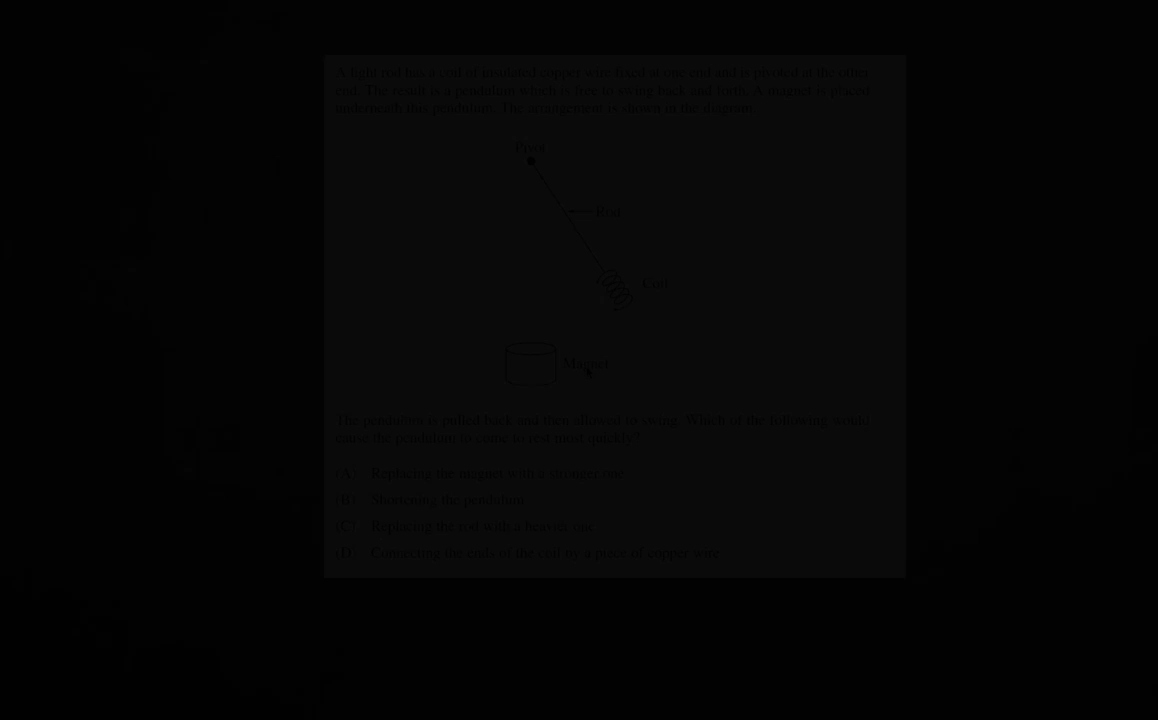 A light rod has a coil of insulated copper wire fixed at one end and is pivoted at the other
end. The result is a pendulum which is free to swing back and forth. A magnet is placed
underneath this pendulum. The arrangement is shown in the diagram.
Pivot
Rod
Coil
Magnet
The pendulum is pulled back and then allowed to swing. Which of the following would
cause the pendulum to come to rest most quickly?
(A) Replacing the magnet with a stronger one
(B) Shortening the pendulum
(C) Replacing the rod with a heavier one
(D) Connecting the ends of the coil by a piece of copper wire